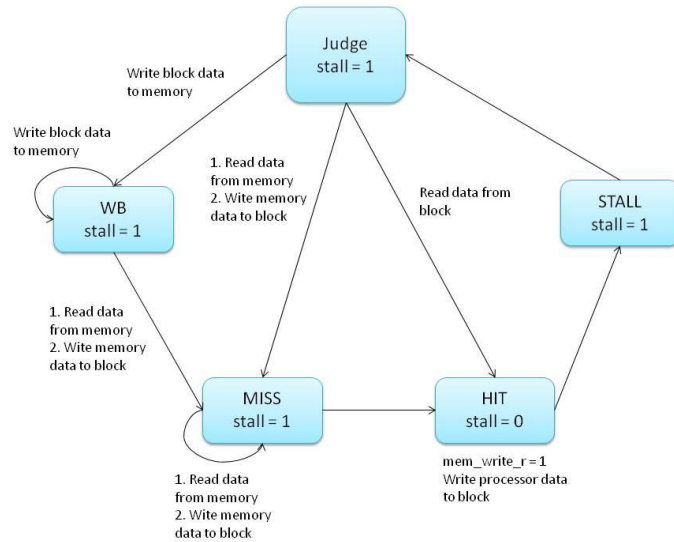 Judge
stall = 1
Write block data
to memory
Write block data
to memory
1. Read data
from memory
2. Wite memory
data to block
Read data from
block
WB
stall = 1
STALL
stall = 1
1. Read data
from memory
2. Wite memory
data to block
MISS
stall = 1
HIT
stall = 0
1. Read data
from memory
2. Wite memory
data to block
mem_write_r = 1
Write processor data
to block